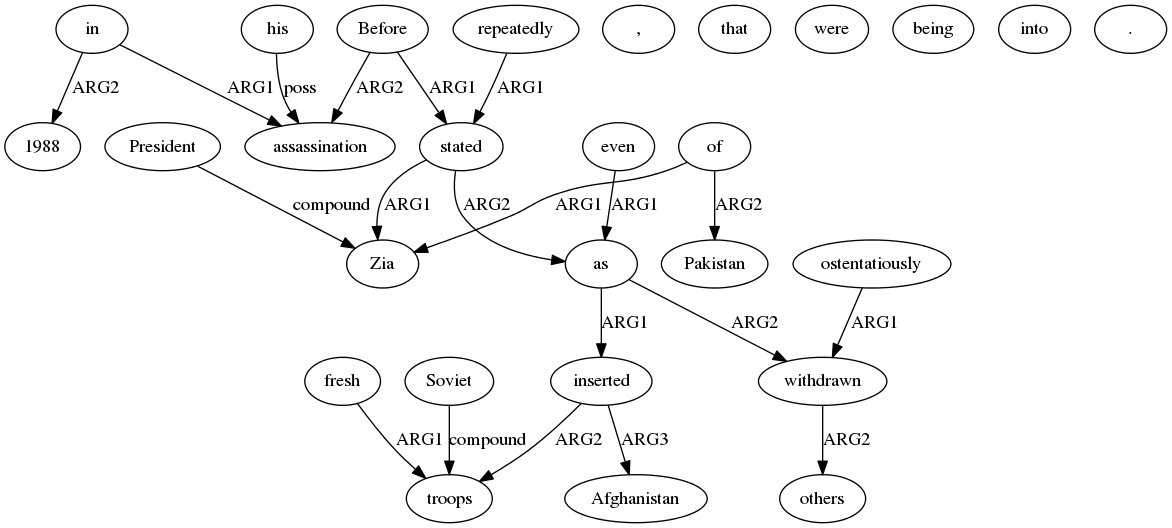 in his Before repeatedly , that were being into .
ARG2 ARG1 poss ARG2 ARG1 ARG1
1988 President assassination stated even of
compound ARG1 ARG2 ARG1 ARG1 ARG2
Zia as Pakistan ostentatiously
ARG1 ARG2 ARG1
fresh Soviet inserted withdrawn
ARG1 compound ARG2 ARG3 ARG2
troops Afghanistan others